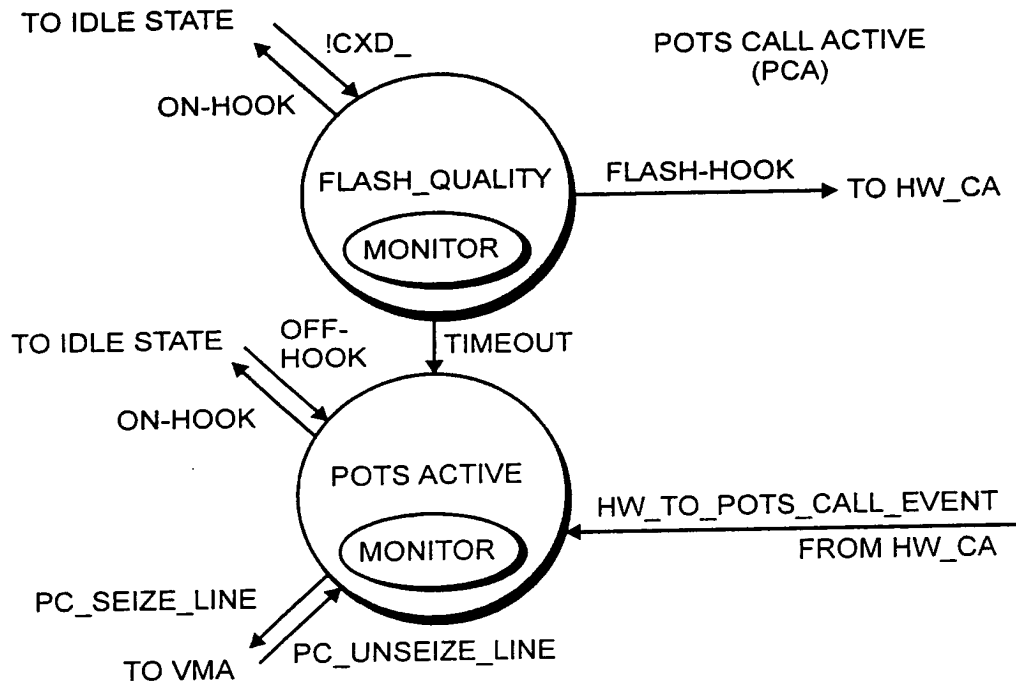 TO IDLE STATE
!CXD_
POTS CALL ACTIVE
(PCA)
ON-HOOK
FLASH_QUALITY
FLASH-HOOK
TO HW_CA
MONITOR
TO IDLE STATE
OFF-
HOOK
TIMEOUT
ON-HOOK
POTS ACTIVE
HW_TO_POTS_CALL_EVENT
MONITOR
FROM HW_CA
PC_SEIZE_LINE
PC_UNSEIZE_LINE
TO VMA